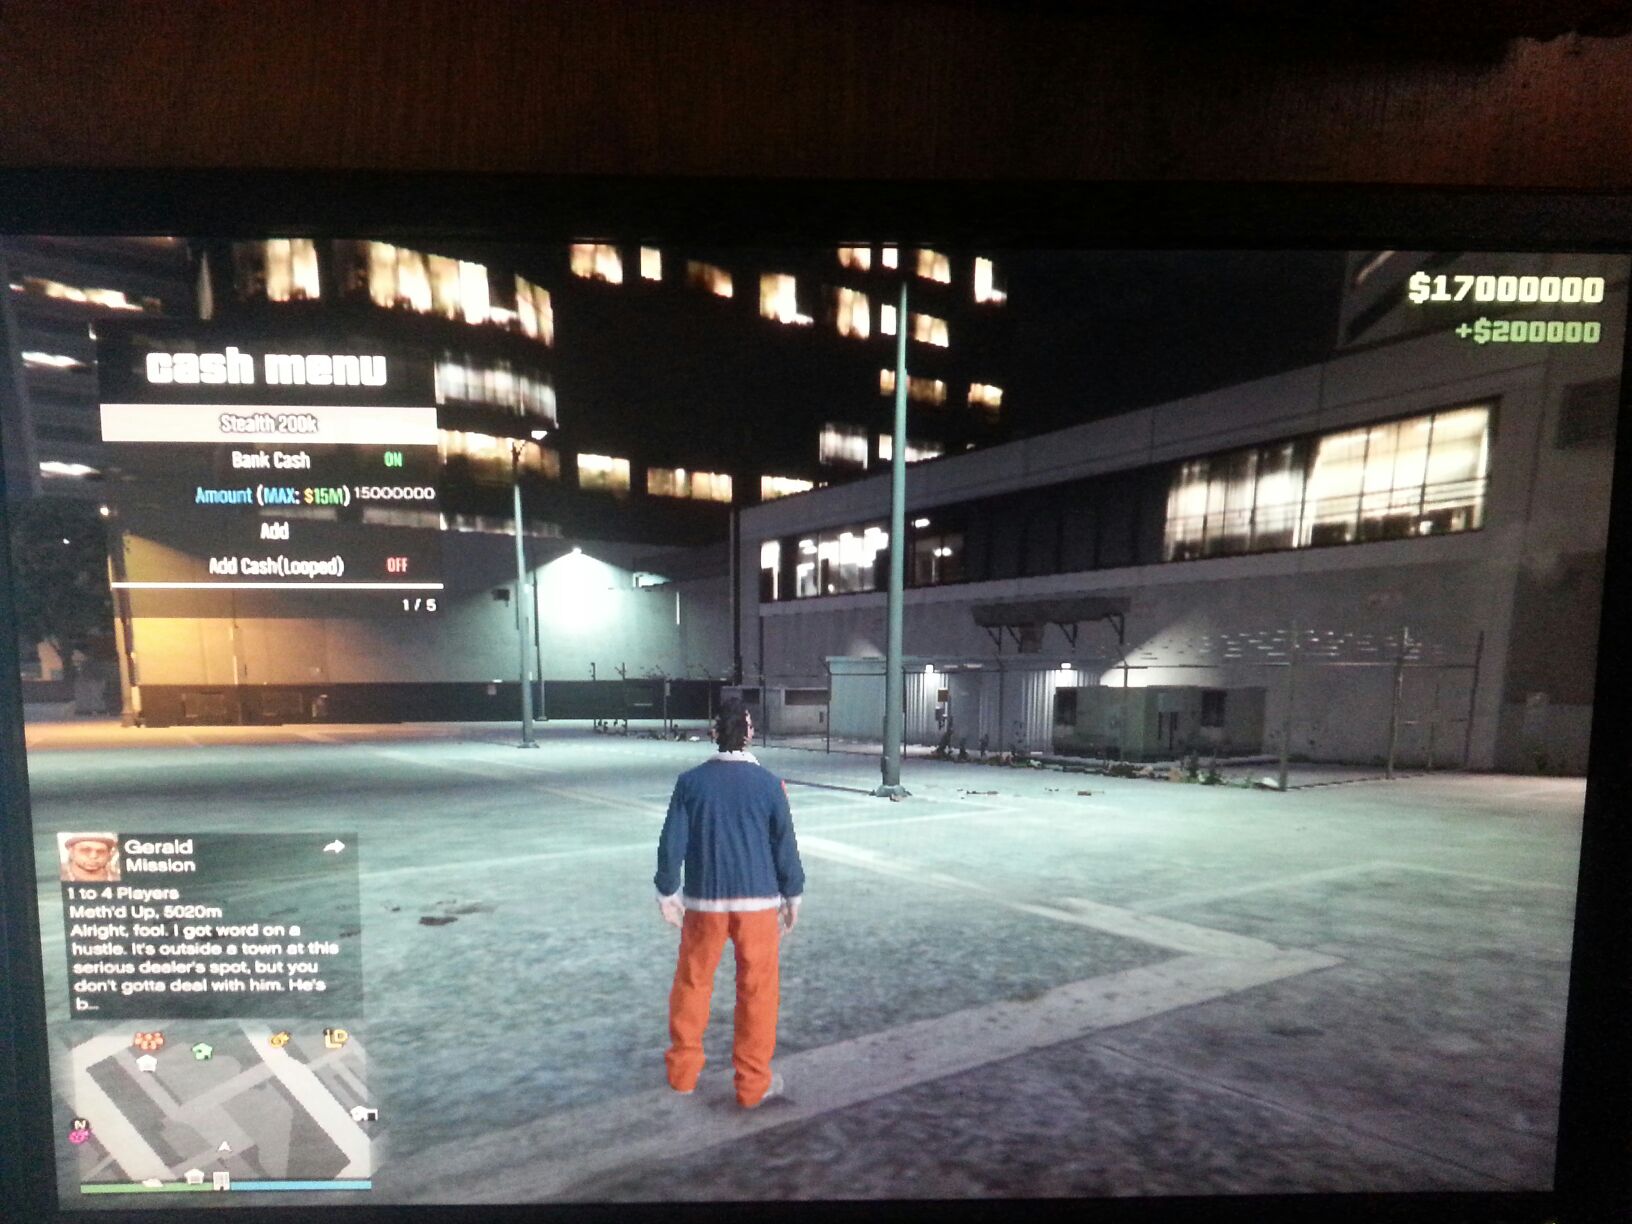 $17000000
+$200000
cash menu
Stealth 200k
Bank Cash ON
Amount (MAX: $15M) 15000000
Add
Add Cash(Looped) OFF
1 / 5
Gerald
Mission
1 to 4 Players
Meth'd Up, 5020m
Alright, fool. I got word on a
hustle. It's outside a town at this
serious dealer's spot, but you
don't gotta deal with him. He's
b...
N